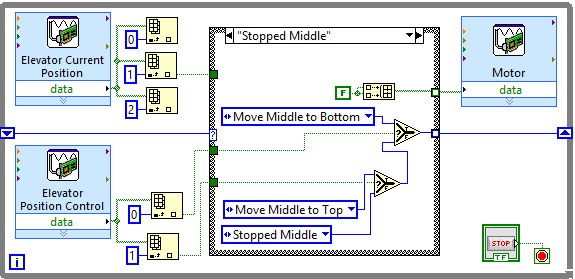 "Stopped Middle"
Elevator Current
Position
data
0
1
2
F
Motor
data
Move Middle to Bottom
?
Elevator
Position Control
data
0
1
?
T
F
?
T
F
Move Middle to Top
Stopped Middle
STOP
TF
i